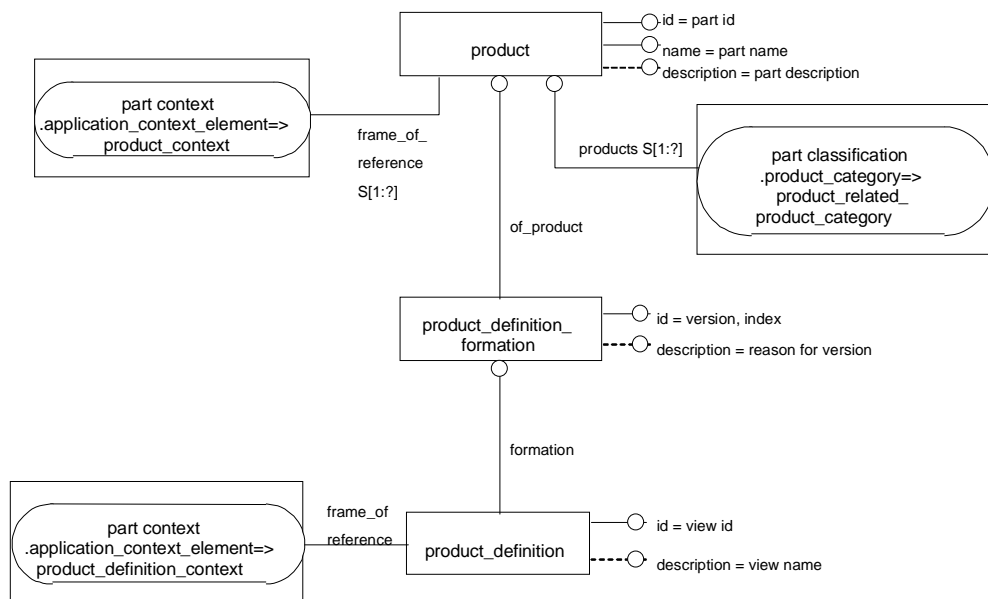 id = part id
product
name = part name
description = part description
part context
.application_context_element=>
product_context
frame_of_
reference
S[1:?]
products S[1:?]
part classification
.product_category=>
product_related_
product_category
of_product
product_definition_
formation
id = version, index
description = reason for version
formation
part context
.application_context_element=>
product_definition_context
frame_of
reference
product_definition
id = view id
description = view name